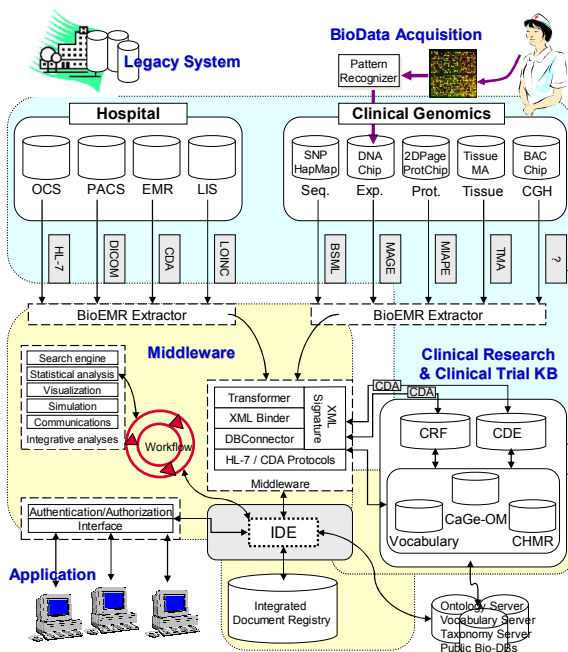 BioData Acquisition
Legacy System
Pattern
Recognizer
Hospital
Clinical Genomics
OCS
PACS
EMR
LIS
SNP
HapMap
Seq.
DNA
Chip
Exp.
2DPage
ProtChip
Prot.
Tissue
MA
Tissue
BAC
Chip
CGH
HL-7
DICOM
CDA
LOINC
BSML
MAGE
MIAPE
TMA
?
BioEMR Extractor
BioEMR Extractor
Middleware
Clinical Research
& Clinical Trial KB
Search engine
Statistical analysis
Visualization
Simulation
Communications
Integrative analyses
Workflow
Transformer
XML Binder
DBConnector
XML
Signature
HL-7 / CDA Protocols
Middleware
CDA
CDA
CRF
CDE
CaGe-OM
Vocabulary
CHMR
Authentication/Authorization
Interface
IDE
Application
Integrated
Document Registry
Ontology Server
Vocabulary Server
Taxonomy Server
Public Bio-DBs